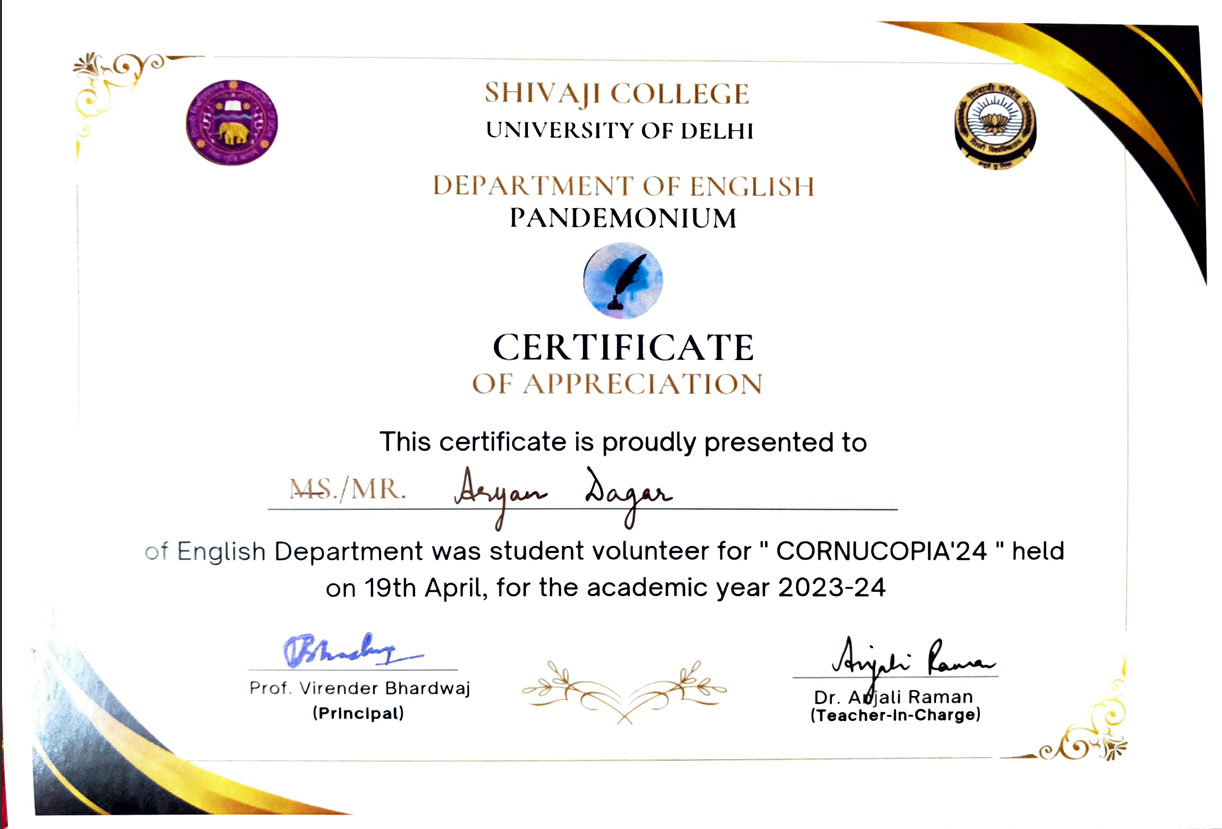 SHIVAJI COLLEGE
UNIVERSITY OF DELHI
DEPARTMENT OF ENGLISH
PANDEMONIUM
CERTIFICATE
OF APPRECIATION
This certificate is proudly presented to
MS./MR. Aryan Dagar
of English Department was student volunteer for " CORNUCOPIA'24 " held
on 19th April, for the academic year 2023-24
Bhardwaj
Anjali Raman
Prof. Virender Bhardwaj
(Principal)
Dr. Anjali Raman
(Teacher-In-Charge)